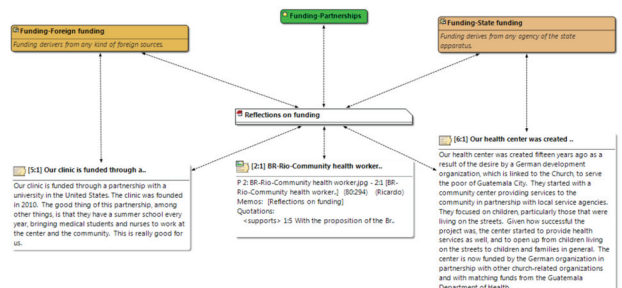 Funding-Partnerships
Funding-Foreign funding
Funding derivers from any kind of foreign sources.
Funding-State funding
Funding derives from any agency of the state
apparatus.
Reflections on funding
[5:1] Our clinic is funded through a..
Our clinic is funded through a partnership with a
university in the United States. The clinic was founded
in 2010. The good thing of this partnership, among
other things, is that they have a summer school every
year, bringing medical students and nurses to work at
the center and the community. This is really good for
us.
[2:1] BR-Rio-Community health worker..
P 2: BR-Rio-Community health worker.jpg - 2:1 [BR-
Rio-Community health worker..] (80:294) (Ricardo)
Memos: [Reflections on funding]
Quotations:
<supports> 1:5 With the proposition of the Br..
[6:1] Our health center was created ..
Our health center was created fifteen years ago as a
result of the desire by a German development
organization, which is linked to the Church, to serve
the poor of Guatemala City. They started with a
community center providing services to the
community in partnership with local service agencies.
They focused on children, particularly those that were
living on the streets. Given how successful the
project was, the center started to provide health
services as well, and to open up from children living
on the streets to children and families in general. The
center is now funded by the German organization in
partnership with other church-related organizations
and with matching funds from the Guatemala
Department of Health.